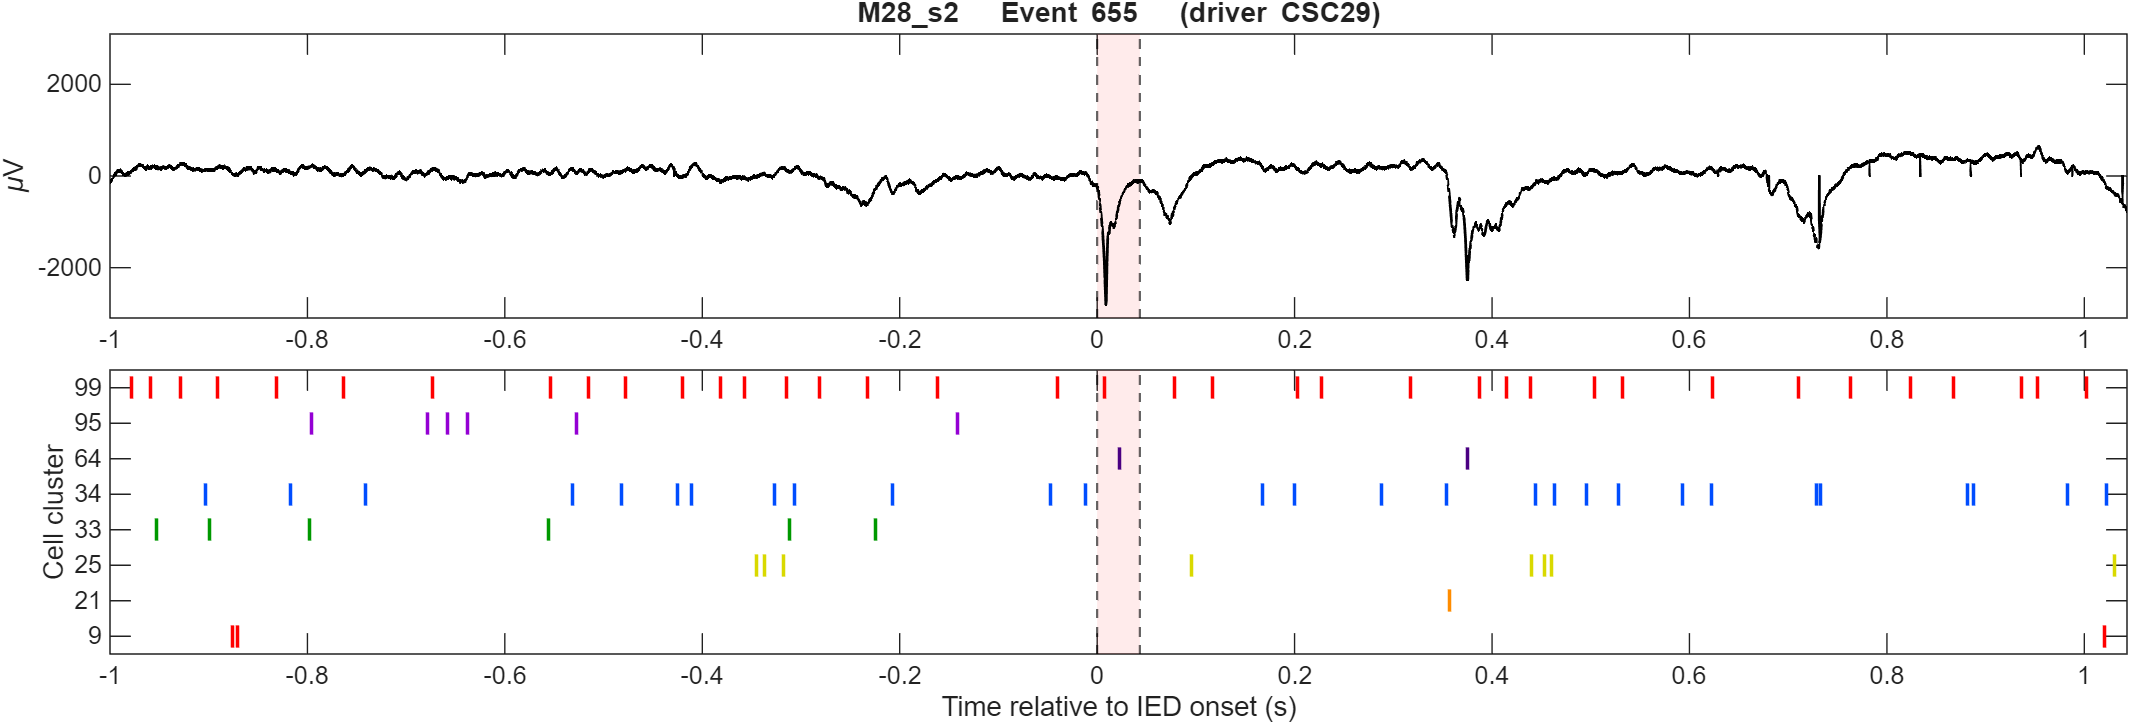 M28_s2 Event 655 (driver CSC29)
µV
2000
0
-2000
-1 -0.8 -0.6 -0.4 -0.2 0 0.2 0.4 0.6 0.8 1
Cell cluster
99
95
64
34
33
25
21
9
-1 -0.8 -0.6 -0.4 -0.2 0 0.2 0.4 0.6 0.8 1
Time relative to IED onset (s)